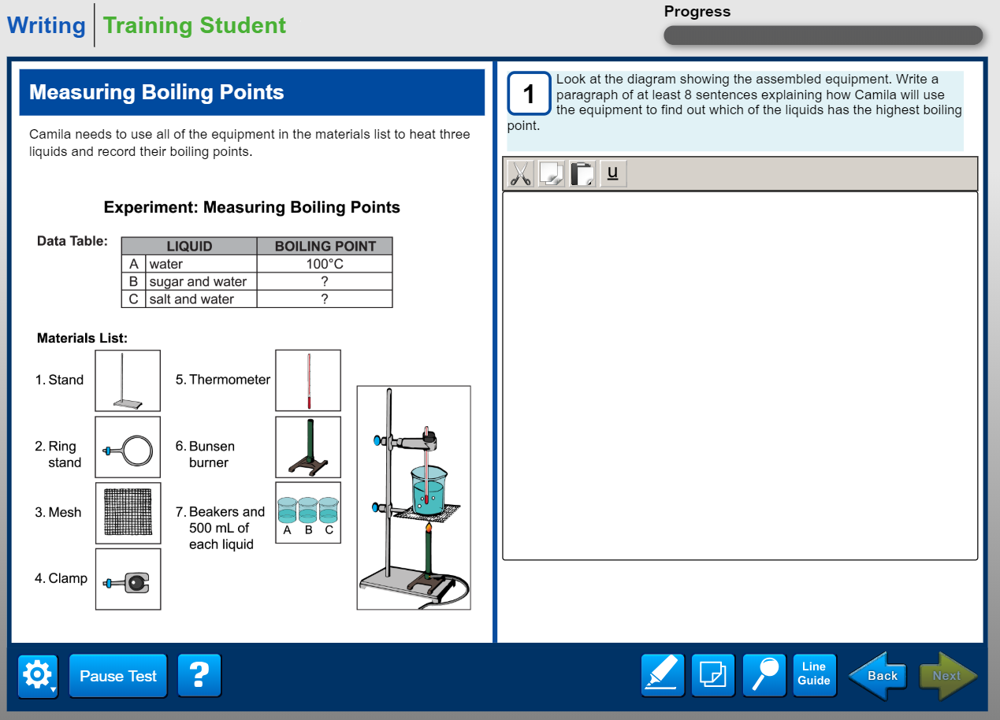 Writing
Training Student
Progress
Measuring Boiling Points
Camila needs to use all of the equipment in the materials list to heat three
liquids and record their boiling points.
Experiment: Measuring Boiling Points
Data Table:
LIQUID BOILING POINT
A water 100°C
B sugar and water ?
C salt and water ?
Materials List:
1. Stand
2. Ring
stand
3. Mesh
4. Clamp
5. Thermometer
6. Bunsen
burner
7. Beakers and
500 mL of
each liquid
A B C
1
Look at the diagram showing the assembled equipment. Write a
paragraph of at least 8 sentences explaining how Camila will use
the equipment to find out which of the liquids has the highest boiling
point.
u
Pause Test
?
Line
Guide
Back
Next